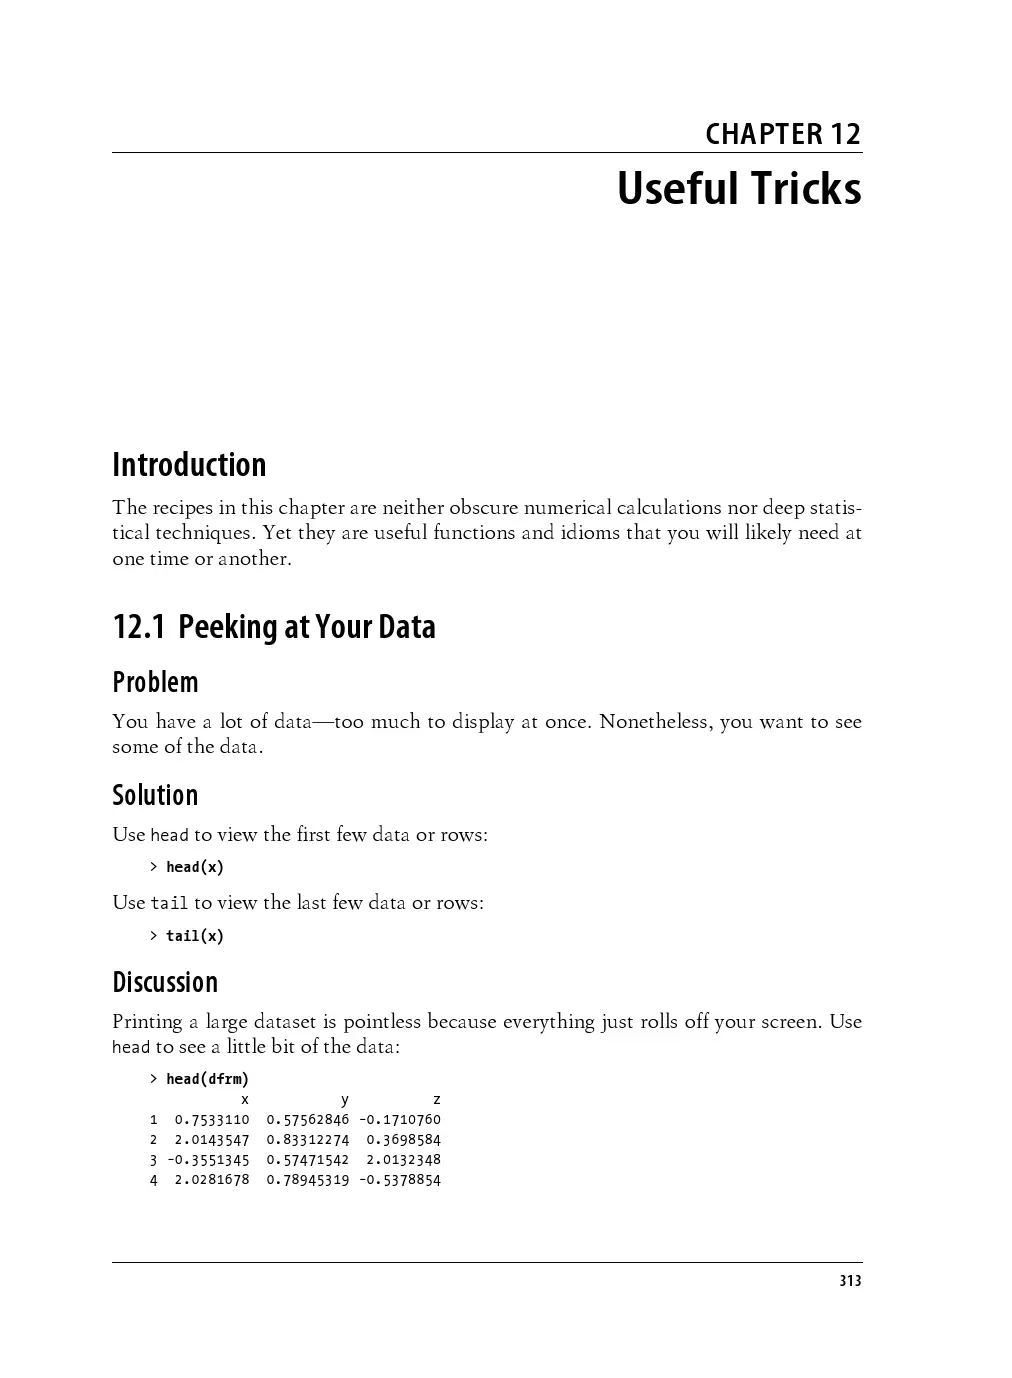 CHAPTER 12
Useful Tricks
Introduction
The recipes in this chapter are neither obscure numerical calculations nor deep statis-
tical techniques. Yet they are useful functions and idioms that you will likely need at
one time or another.
12.1 Peeking at Your Data
Problem
You have a lot of data—too much to display at once. Nonetheless, you want to see
some of the data.
Solution
Use head to view the first few data or rows:
> head(x)
Use tail to view the last few data or rows:
> tail(x)
Discussion
Printing a large dataset is pointless because everything just rolls off your screen. Use
head to see a little bit of the data:
> head(dfrm)
x y z
1 0.7533110 0.57562846 -0.1710760
2 2.0143547 0.83312274 0.3698584
3 -0.3551345 0.57471542 2.0132348
4 2.0281678 0.78945319 -0.5378854
313